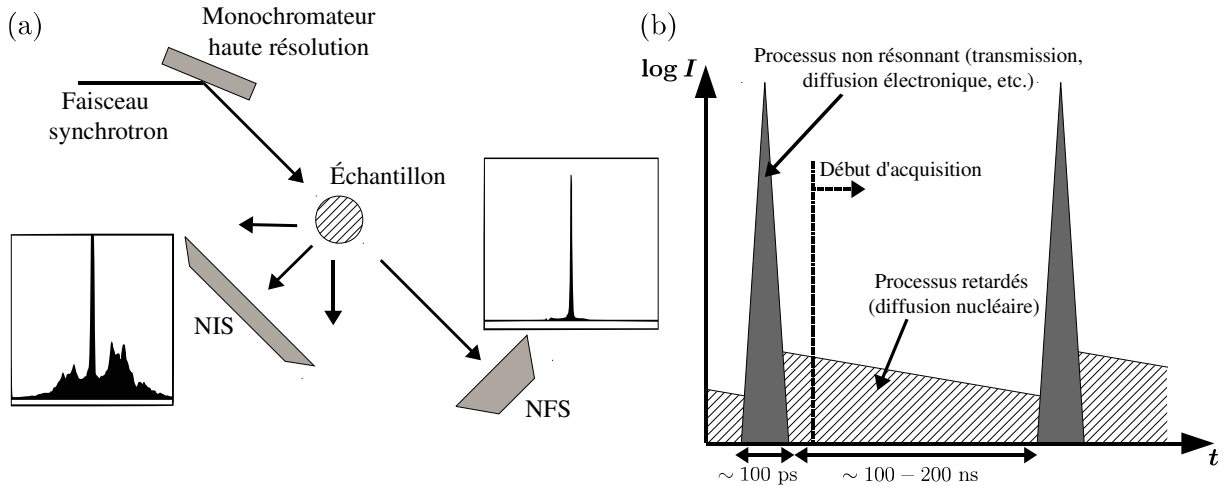 (a)
Monochromateur
haute résolution
Faisceau
synchrotron
Échantillon
NIS
NFS
(b)
log I
Processus non résonnant (transmission,
diffusion électronique, etc.)
Début d'acquisition
Processus retardés
(diffusion nucléaire)
t
∼ 100 ps
∼ 100 − 200 ns